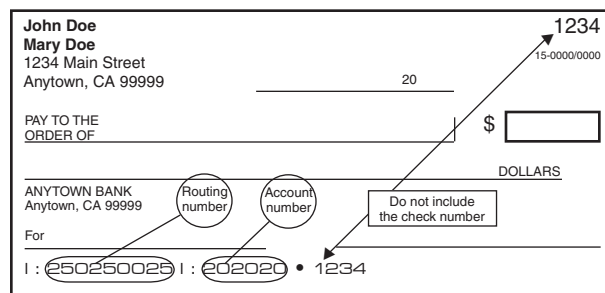 John Doe 1234
Mary Doe 15-0000/0000
1234 Main Street
Anytown, CA 99999 20
PAY TO THE
ORDER OF $
DOLLARS
ANYTOWN BANK
Anytown, CA 99999
Routing
number
Account
number
Do not include
the check number
For
I : 250250025 I : 202020 • 1234